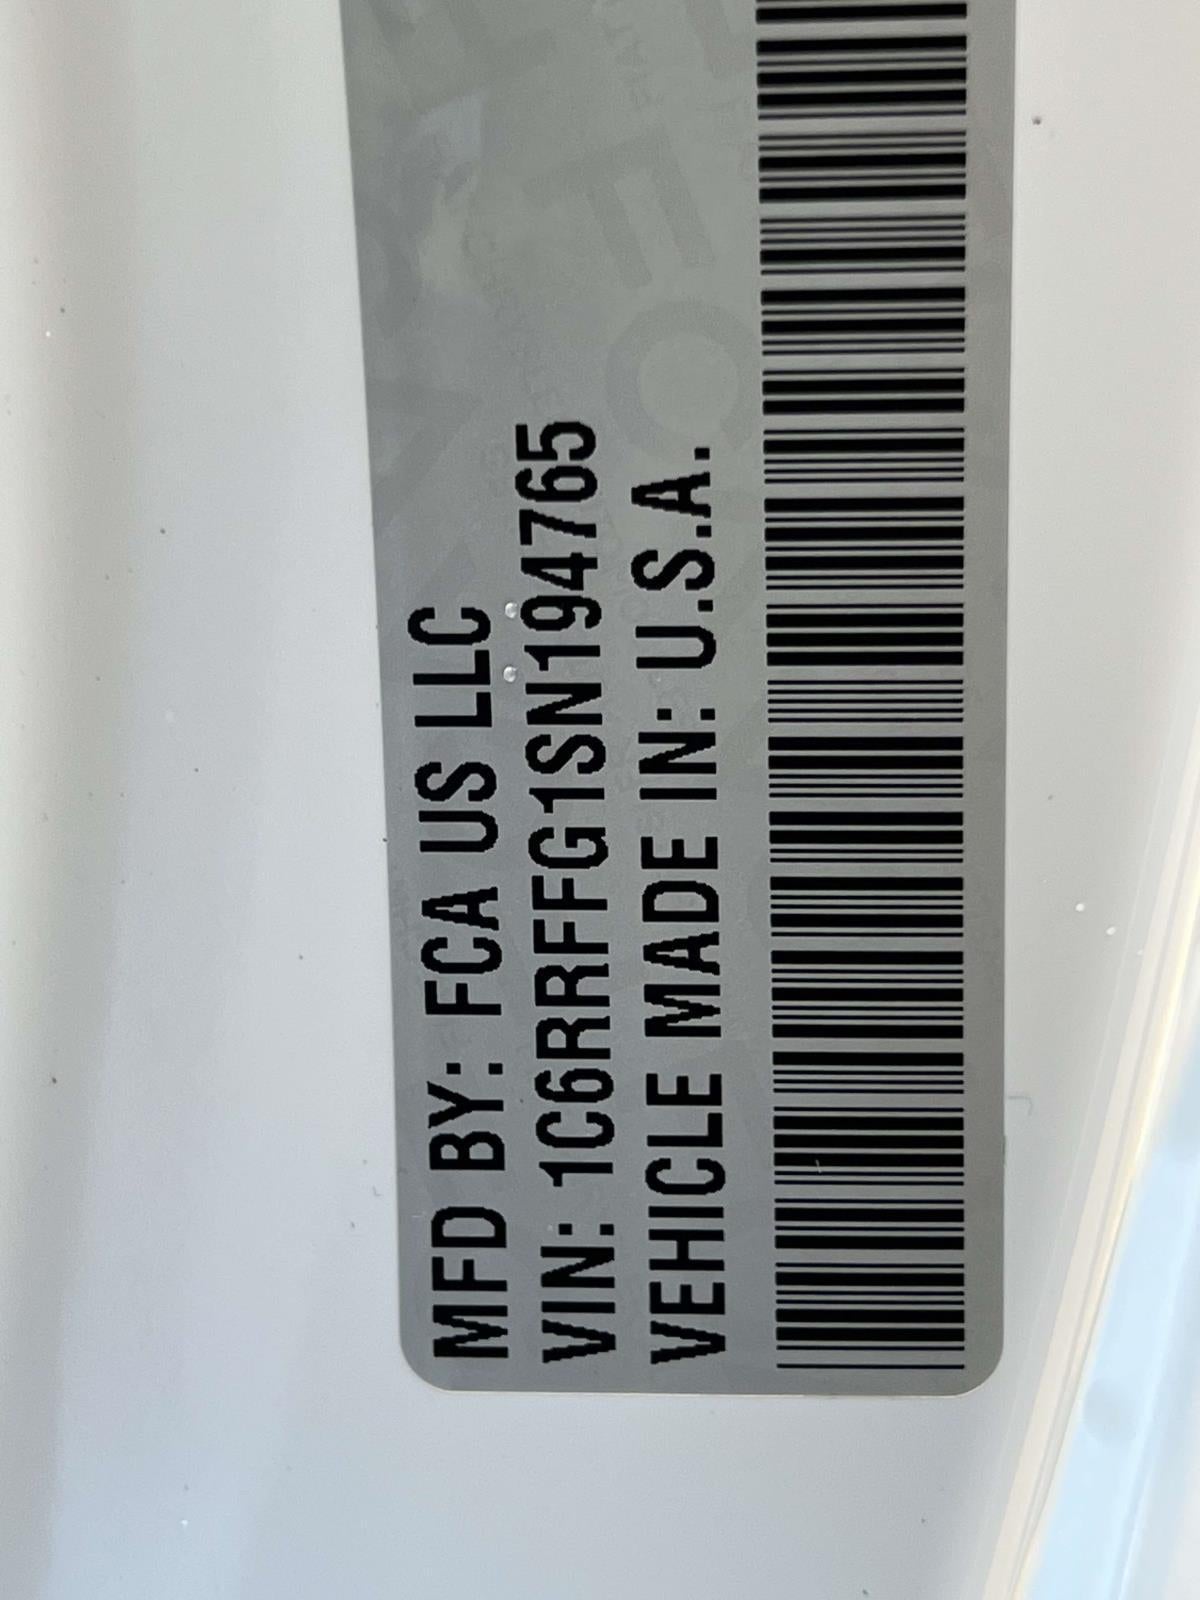 MFD BY: FCA US LLC
VIN: 1C6RRFFG1SN194765
VEHICLE MADE IN: U.S.A.